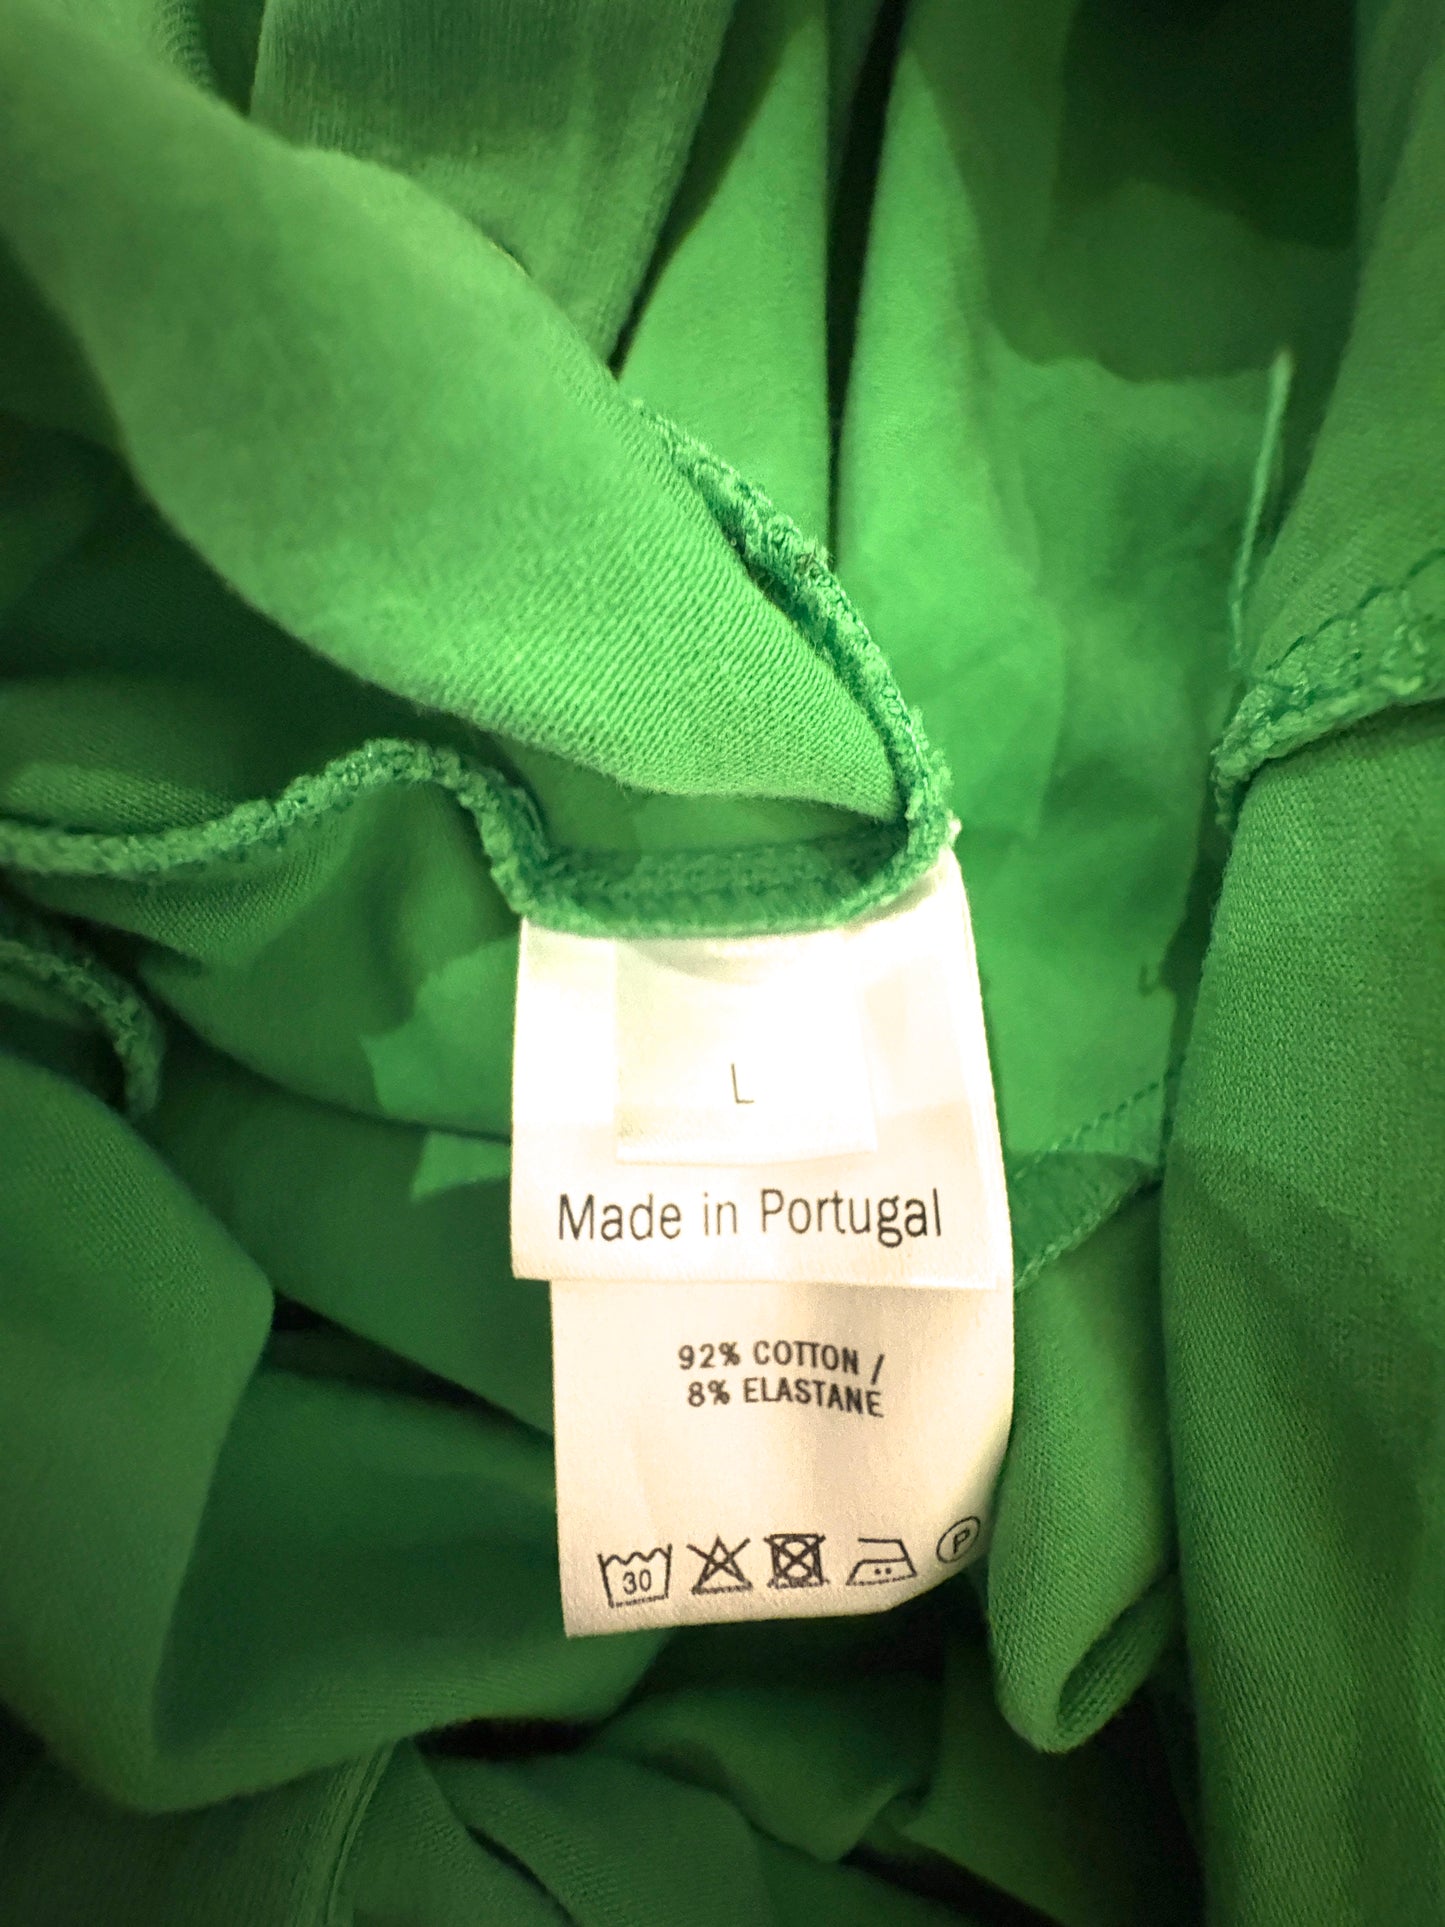 L
Made in Portugal
92% COTTON /
8% ELASTANE
30 P